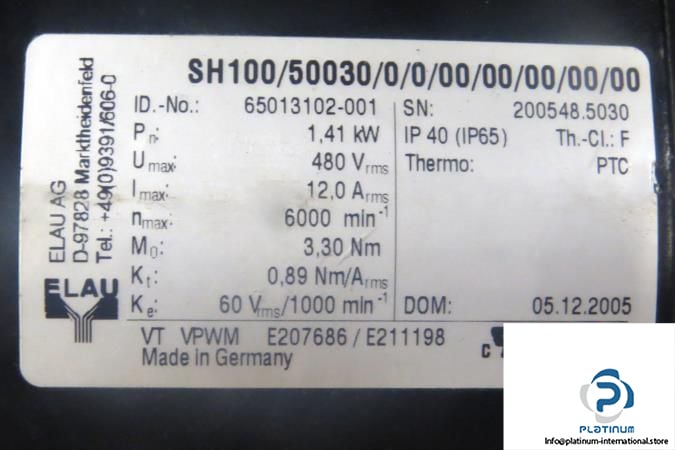 SH100/50030/0/0/00/00/00/00/00
ELAU AG
D-97828 Marktheidenfeld
Tel.: +49(0)9391/606-0
ELAU
ID.-No.: 65013102-001
Pn: 1,41 kW
Umax: 480 Vrms
Imax: 12,0 Arms
nmax: 6000 min-1
M0: 3,30 Nm
Kt: 0,89 Nm/Arms
Ke: 60 Vrms/1000 min-1
SN: 200548.5030
IP 40 (IP65) Th.-Cl.: F
Thermo: PTC
DOM: 05.12.2005
VT VPWM E207686 / E211198
Made in Germany
PLATINUM
Info@platinum-international.store